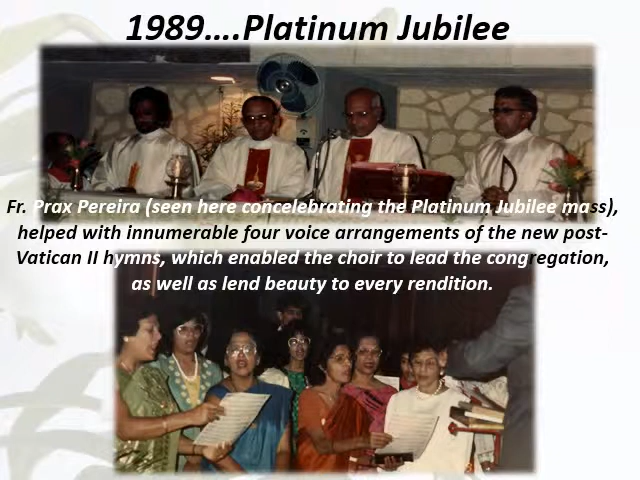 1989….Platinum Jubilee
Fr. Prax Pereira (seen here concelebrating the Platinum Jubilee mass),
helped with innumerable four voice arrangements of the new post-
Vatican II hymns, which enabled the choir to lead the congregation,
as well as lend beauty to every rendition.